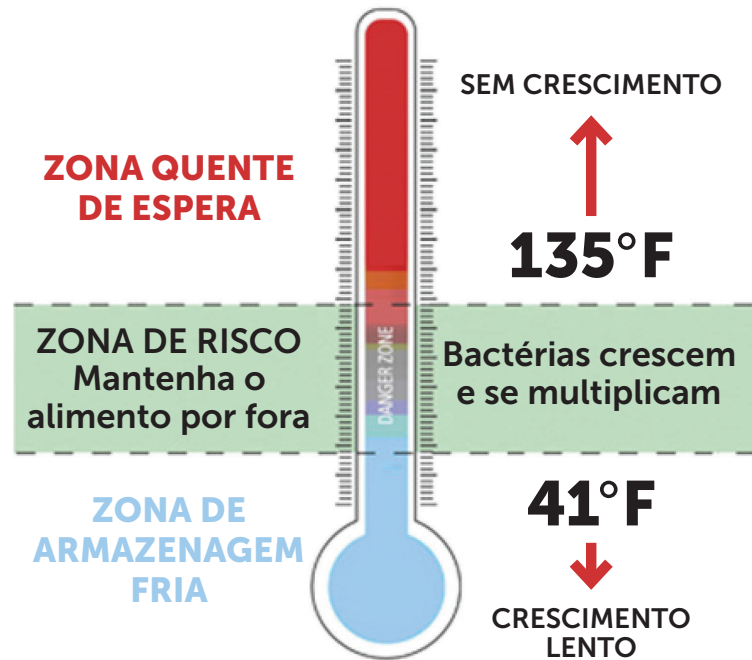 SEM CRESCIMENTO
ZONA QUENTE
DE ESPERA
135°F
ZONA DE RISCO
Mantenha o
alimento por fora
DANGER ZONE
Bactérias crescem
e se multiplicam
41°F
ZONA DE
ARMAZENAGEM
FRIA
CRESCIMENTO
LENTO